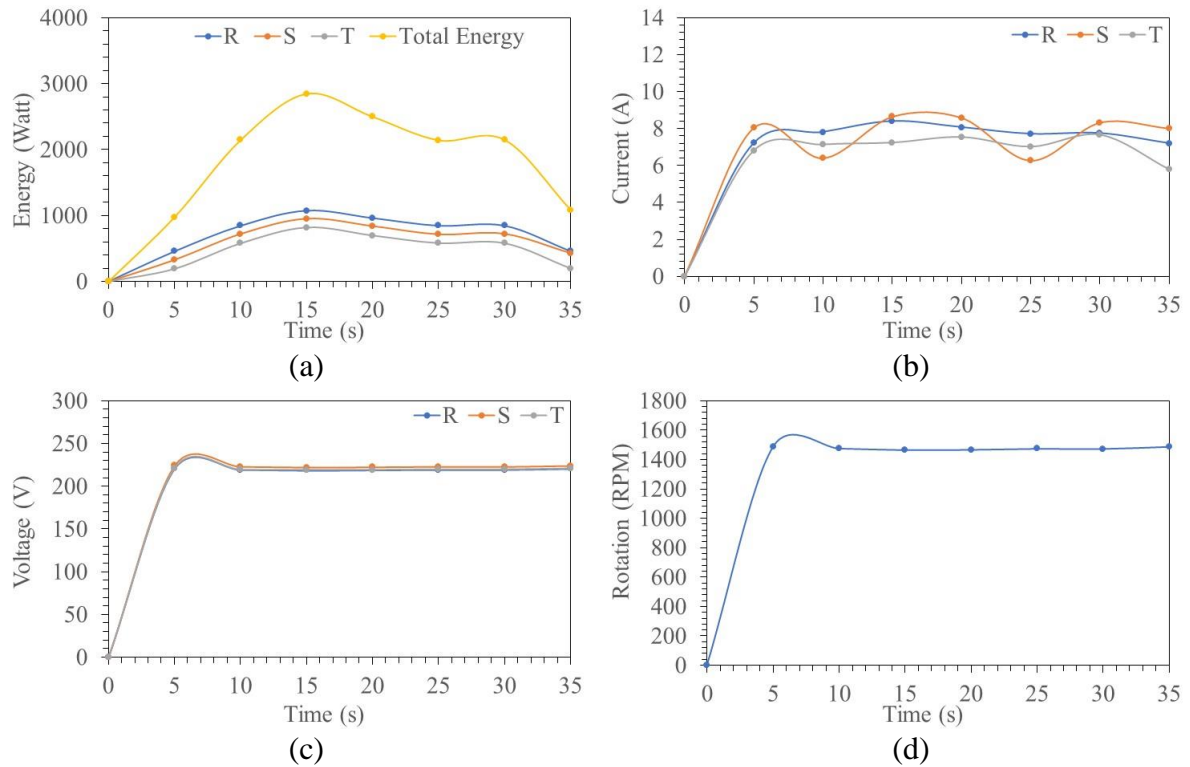 4000
R S T Total Energy
3000
2000
1000
0
Energy (Watt)
0 5 10 15 20 25 30 35
Time (s)
(a)
14
R S T
12
10
8
6
4
2
0
Current (A)
0 5 10 15 20 25 30 35
Time (s)
(b)
300
R S T
250
200
150
100
50
0
Voltage (V)
0 5 10 15 20 25 30 35
Time (s)
(c)
1800
1600
1400
1200
1000
800
600
400
200
0
Rotation (RPM)
0 5 10 15 20 25 30 35
Time (s)
(d)